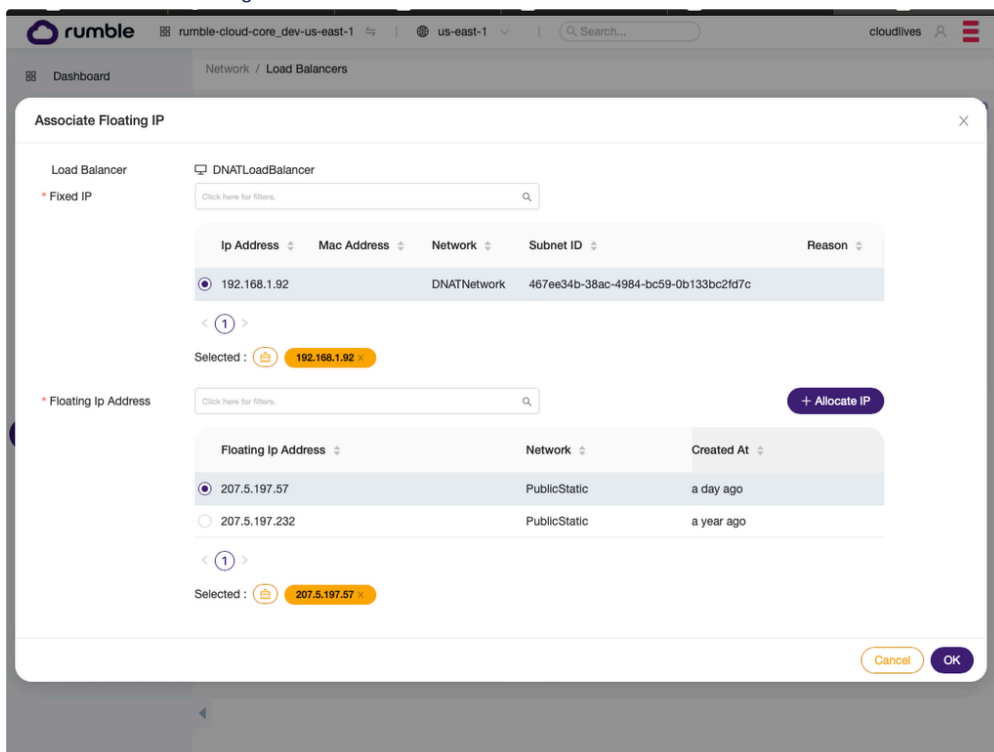 rumble rumble-cloud-core_dev-us-east-1 | us-east-1 | Search... cloudlives
Dashboard
Network / Load Balancers
Associate Floating IP
Load Balancer DNATLoadBalancer
* Fixed IP Click here for filters.
Ip Address Mac Address Network Subnet ID Reason
192.168.1.92 DNATNetwork 467ee34b-38ac-4984-bc59-0b133bc2fd7c
< 1 >
Selected : 192.168.1.92 ×
* Floating Ip Address Click here for filters. + Allocate IP
Floating Ip Address Network Created At
207.5.197.57 PublicStatic a day ago
207.5.197.232 PublicStatic a year ago
< 1 >
Selected : 207.5.197.57 ×
Cancel OK